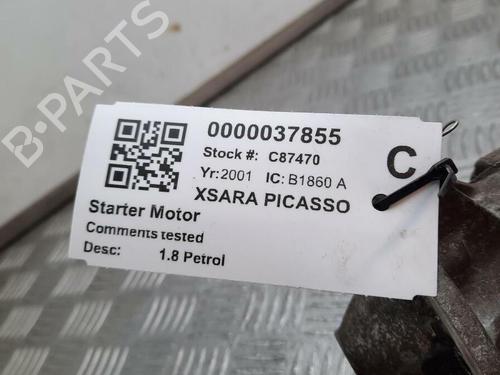 B-PARTS
0000037855
Stock #: C87470
C
Yr:2001 IC: B1860 A
XSARA PICASSO
Starter Motor
Comments tested
Desc: 1.8 Petrol